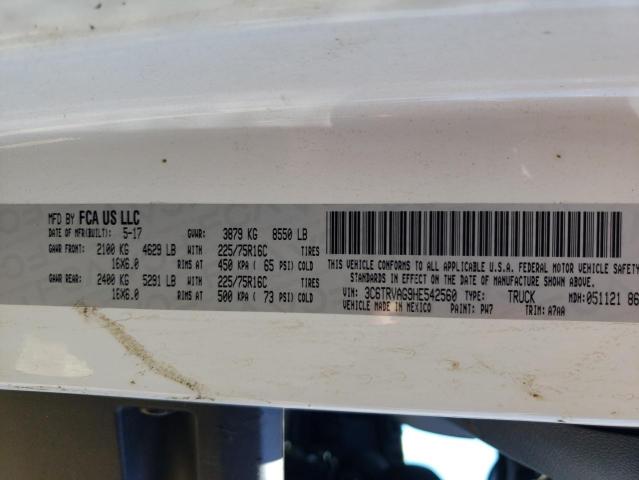 MFD BY FCA US LLC
DATE OF MFR(BUILT): 5-17 GVWR: 3879 KG 8550 LB
GAWR FRONT: 2100 KG 4629 LB WITH 225/75R16C TIRES
16X6.0 RIMS AT 450 KPA ( 65 PSI) COLD
GAWR REAR: 2400 KG 5291 LB WITH 225/75R16C TIRES
16X6.0 RIMS AT 500 KPA ( 73 PSI) COLD
THIS VEHICLE CONFORMS TO ALL APPLICABLE U.S.A. FEDERAL MOTOR VEHICLE SAFETY
STANDARDS IN EFFECT ON THE DATE OF MANUFACTURE SHOWN ABOVE
VIN: 3C6TRVAG9HE542560 TYPE: TRUCK MDH:051121 86
VEHICLE MADE IN MEXICO PAINT: PW7 TRIM: A7AA